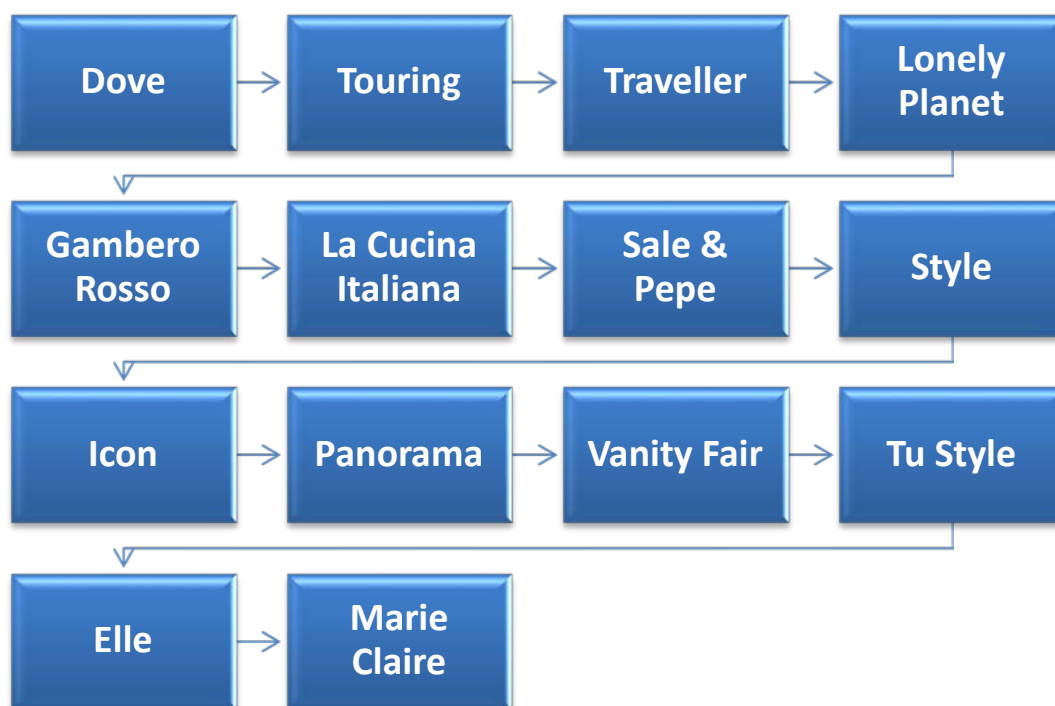 Dove
Touring
Traveller
Lonely
Planet
Gambero
Rosso
La Cucina
Italiana
Sale &
Pepe
Style
Icon
Panorama
Vanity Fair
Tu Style
Elle
Marie
Claire